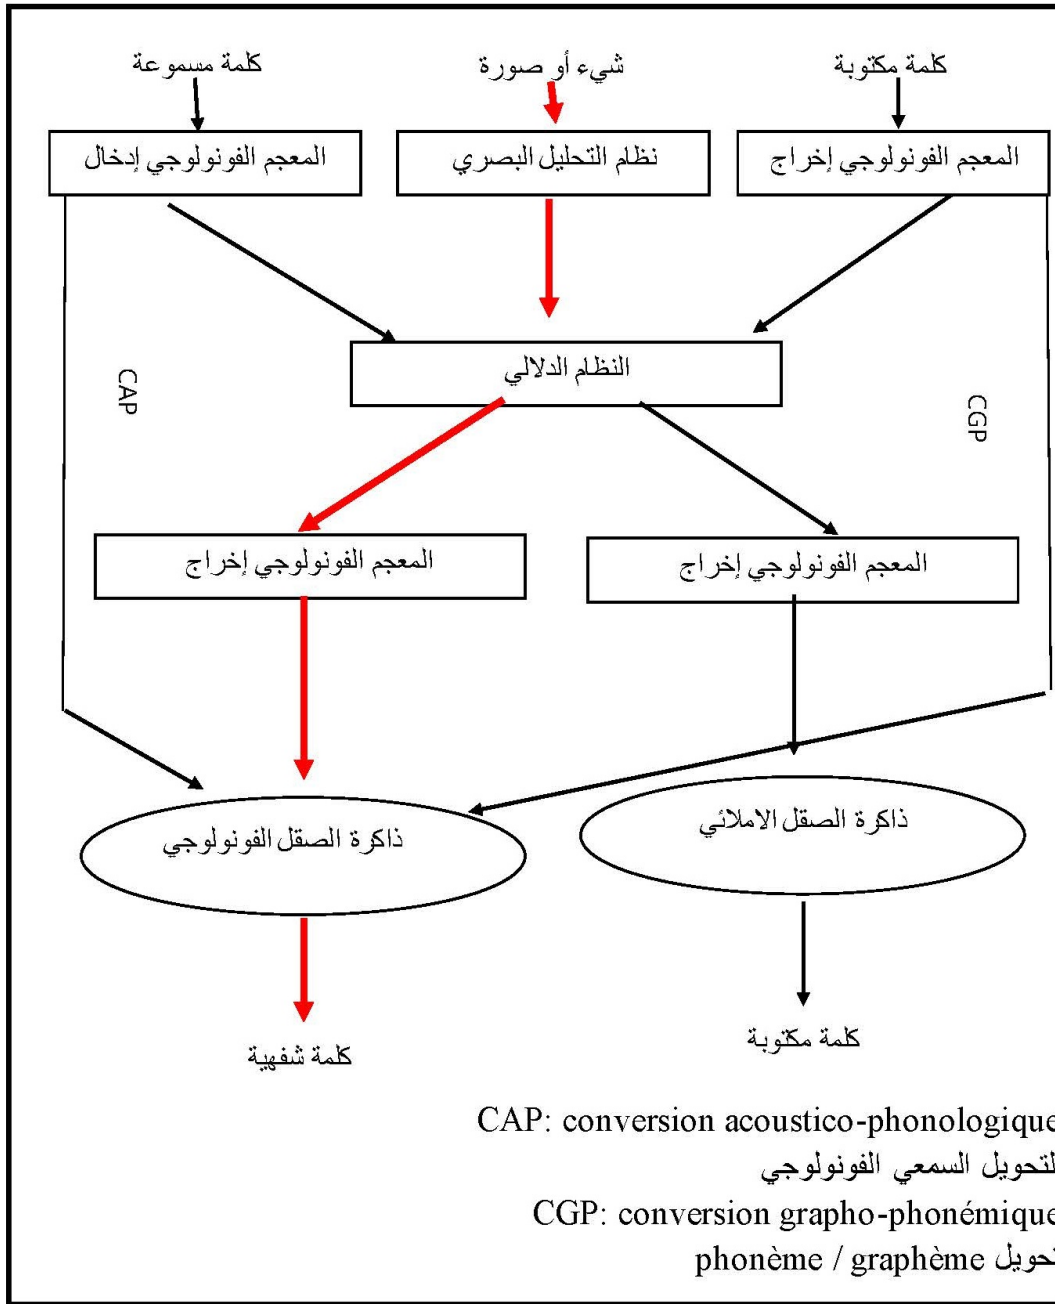 كلمة مكتوبة
شيء أو صورة
كلمة مسموعة
المعجم الفونولوجي إخراج
نظام التحليل البصري
المعجم الفونولوجي إدخال
النظام الدلالي
CAP
CGP
المعجم الفونولوجي إخراج
المعجم الفونولوجي إخراج
ذاكرة الصقل الاملائي
ذاكرة الصقل الفونولوجي
كلمة مكتوبة
كلمة شفهية
CAP: conversion acoustico-phonologique
لتحويل السمعي الفونولوجي
CGP: conversion grapho-phonémique
تحويل phonème / graphème